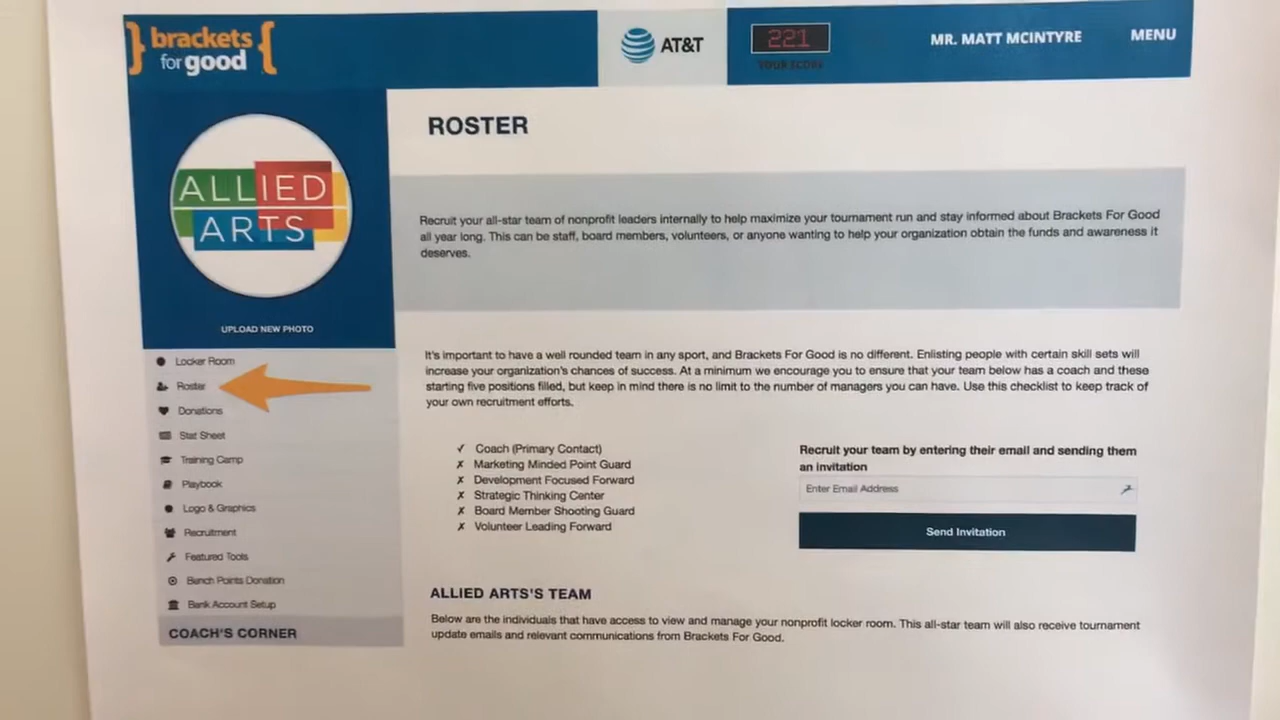 brackets
for good
AT&T
221
YOUR SCORE
MR. MATT MCINTYRE
MENU
ALLIED
ARTS
UPLOAD NEW PHOTO
Locker Room
Roster
Donations
Stat Sheet
Training Camp
Playbook
Logo & Graphics
Recruitment
Featured Tools
Bench Points Donation
Bank Account Setup
COACH'S CORNER
ROSTER
Recruit your all-star team of nonprofit leaders internally to help maximize your tournament run and stay informed about Brackets For Good
all year long. This can be staff, board members, volunteers, or anyone wanting to help your organization obtain the funds and awareness it
deserves.
It's important to have a well rounded team in any sport, and Brackets For Good is no different. Enlisting people with certain skill sets will
increase your organization's chances of success. At a minimum we encourage you to ensure that your team below has a coach and these
starting five positions filled, but keep in mind there is no limit to the number of managers you can have. Use this checklist to keep track of
your own recruitment efforts.
✓ Coach (Primary Contact)
✗ Marketing Minded Point Guard
✗ Development Focused Forward
✗ Strategic Thinking Center
✗ Board Member Shooting Guard
✗ Volunteer Leading Forward
Recruit your team by entering their email and sending them
an invitation
Enter Email Address
Send Invitation
ALLIED ARTS'S TEAM
Below are the individuals that have access to view and manage your nonprofit locker room. This all-star team will also receive tournament
update emails and relevant communications from Brackets For Good.